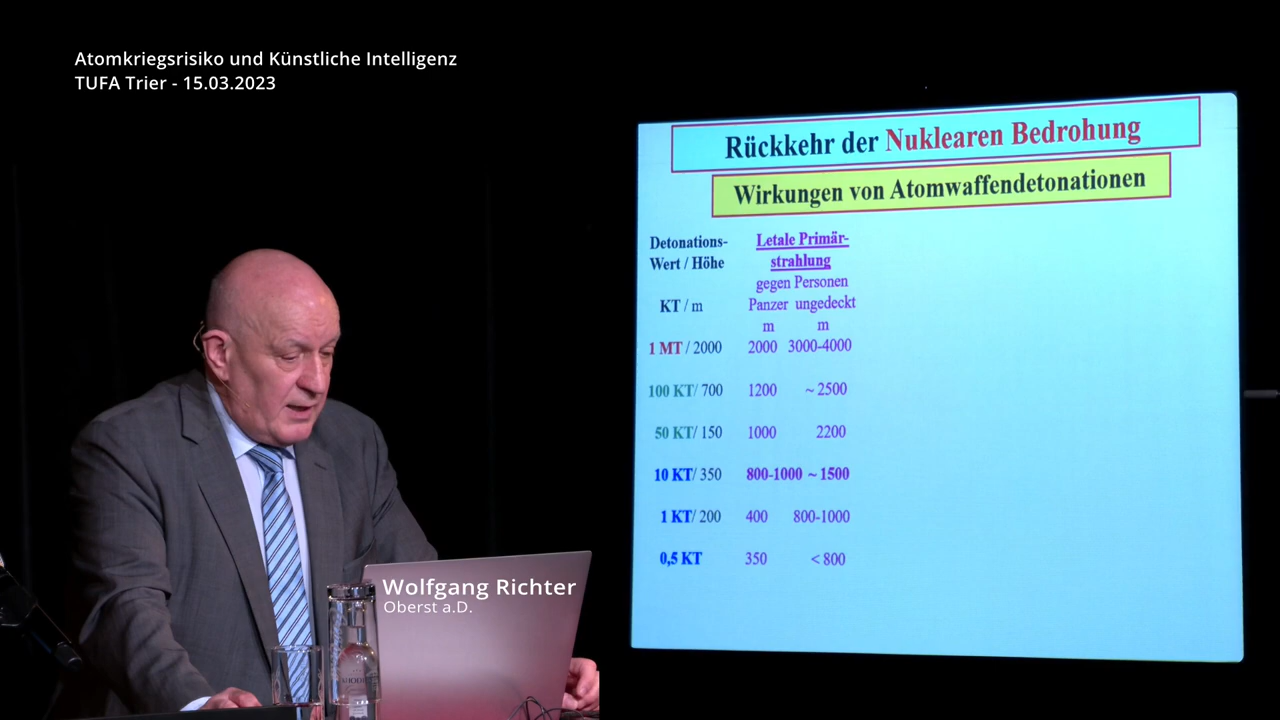 Atomkriegsrisiko und Künstliche Intelligenz
TUFA Trier - 15.03.2023
Rückkehr der Nuklearen Bedrohung
Wirkungen von Atomwaffendetonationen
Detonations- Letale Primär-
Wert / Höhe strahlung
gegen Personen
KT / m Panzer ungedeckt
m m
1 MT / 2000 2000 3000-4000
100 KT/ 700 1200 ~ 2500
50 KT/ 150 1000 2200
10 KT/ 350 800-1000 ~ 1500
1 KT/ 200 400 800-1000
0,5 KT 350 < 800
Wolfgang Richter
Oberst a.D.